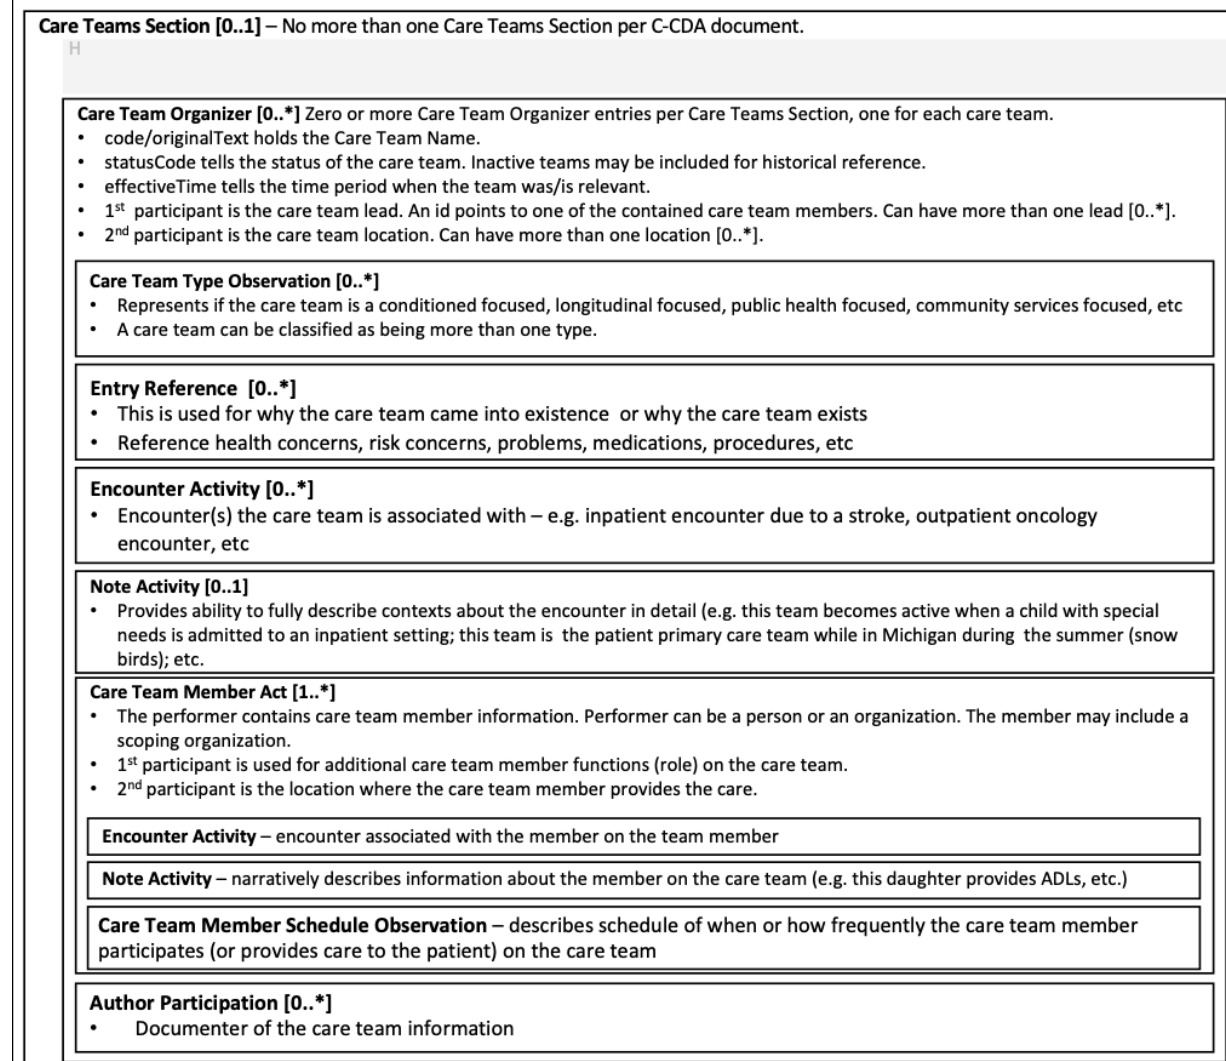 Care Teams Section [0..1] – No more than one Care Teams Section per C-CDA document.
H
Care Team Organizer [0..*] Zero or more Care Team Organizer entries per Care Teams Section, one for each care team.
• code/originalText holds the Care Team Name.
• statusCode tells the status of the care team. Inactive teams may be included for historical reference.
• effectiveTime tells the time period when the team was/is relevant.
• 1st participant is the care team lead. An id points to one of the contained care team members. Can have more than one lead [0..*].
• 2nd participant is the care team location. Can have more than one location [0..*].
Care Team Type Observation [0..*]
• Represents if the care team is a conditioned focused, longitudinal focused, public health focused, community services focused, etc
• A care team can be classified as being more than one type.
Entry Reference [0..*]
• This is used for why the care team came into existence or why the care team exists
• Reference health concerns, risk concerns, problems, medications, procedures, etc
Encounter Activity [0..*]
• Encounter(s) the care team is associated with – e.g. inpatient encounter due to a stroke, outpatient oncology
encounter, etc
Note Activity [0..1]
• Provides ability to fully describe contexts about the encounter in detail (e.g. this team becomes active when a child with special
needs is admitted to an inpatient setting; this team is the patient primary care team while in Michigan during the summer (snow
birds); etc.
Care Team Member Act [1..*]
• The performer contains care team member information. Performer can be a person or an organization. The member may include a
scoping organization.
• 1st participant is used for additional care team member functions (role) on the care team.
• 2nd participant is the location where the care team member provides the care.
Encounter Activity – encounter associated with the member on the team member
Note Activity – narratively describes information about the member on the care team (e.g. this daughter provides ADLs, etc.)
Care Team Member Schedule Observation – describes schedule of when or how frequently the care team member
participates (or provides care to the patient) on the care team
Author Participation [0..*]
• Documenter of the care team information